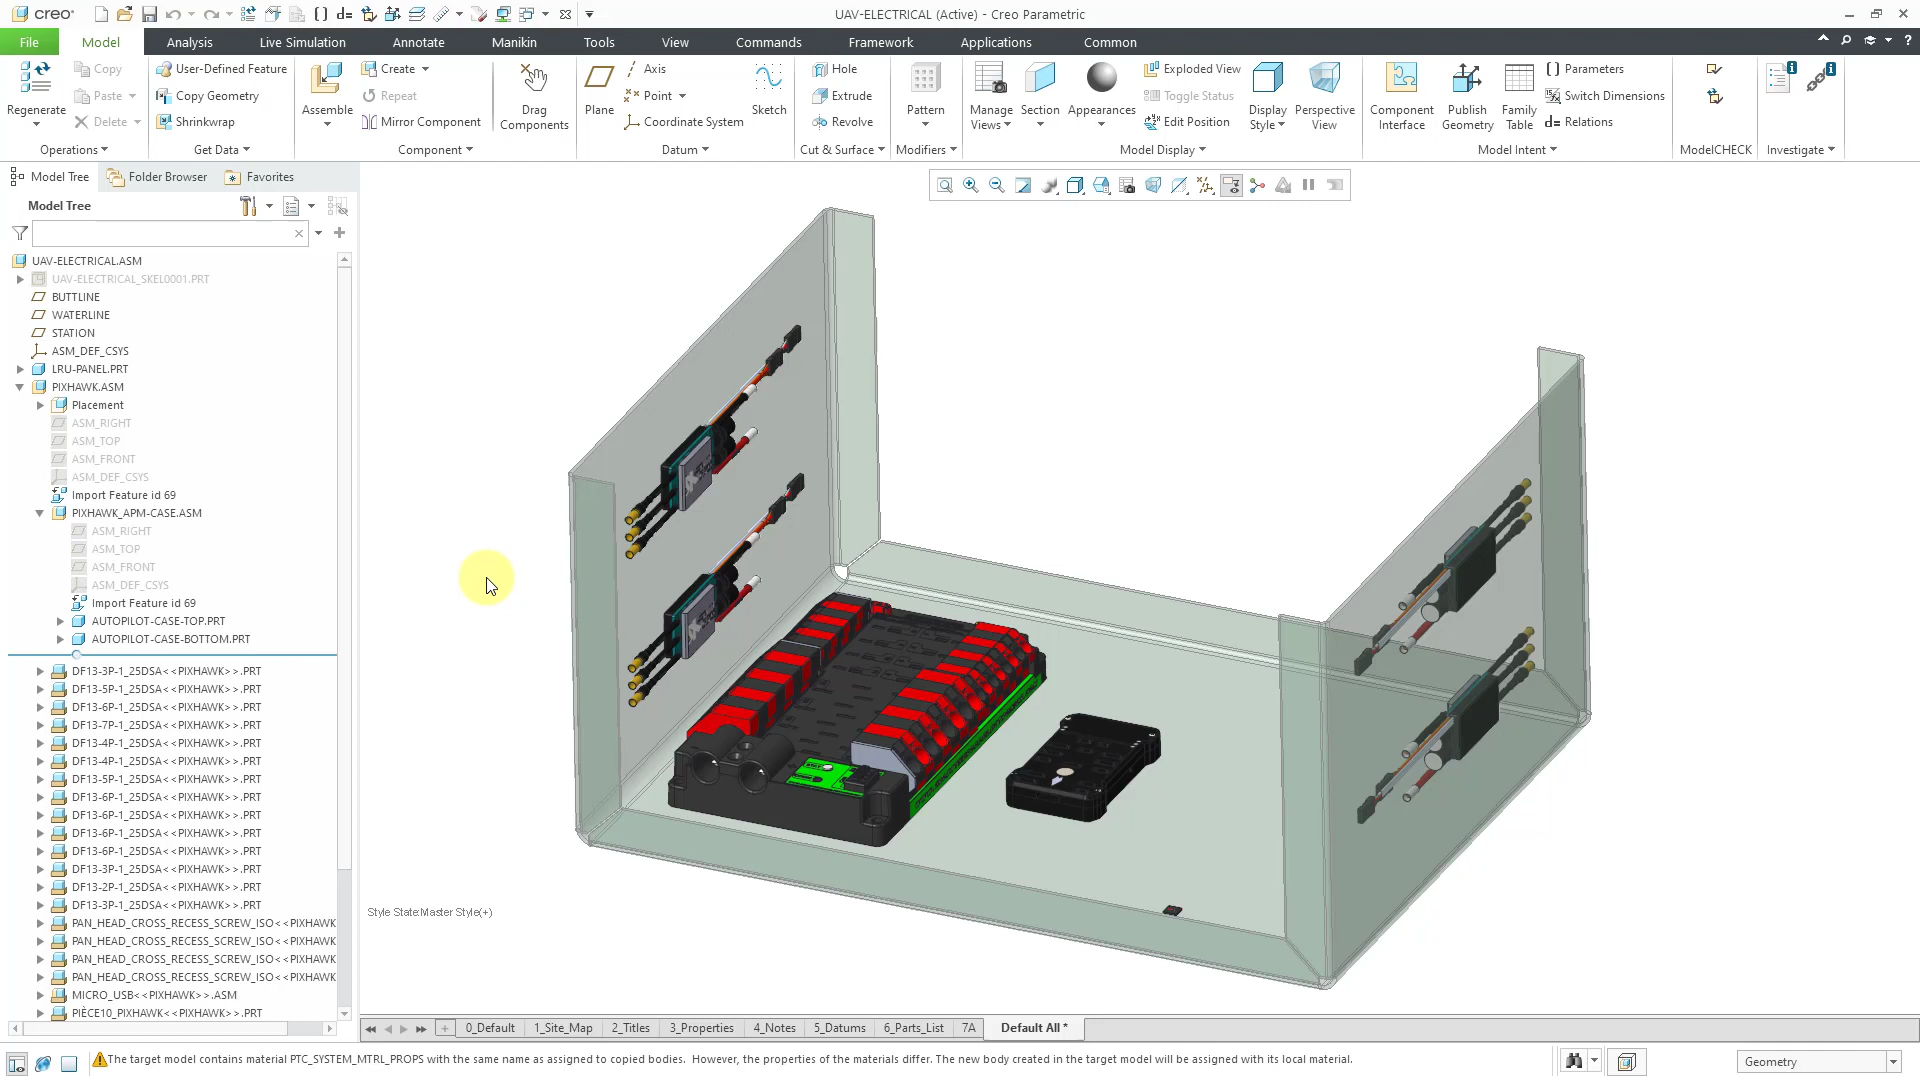 creo
UAV-ELECTRICAL (Active) - Creo Parametric
File
Model
Analysis
Live Simulation
Annotate
Manikin
Tools
View
Commands
Framework
Applications
Common
Regenerate
Copy
Paste
Delete
Operations
User-Defined Feature
Copy Geometry
Shrinkwrap
Get Data
Assemble
Create
Repeat
Mirror Component
Component
Drag
Components
Plane
Axis
Point
Coordinate System
Sketch
Datum
Hole
Extrude
Revolve
Cut & Surface
Pattern
Modifiers
Manage
Views
Section
Appearances
Exploded View
Toggle Status
Edit Position
Display
Style
Perspective
View
Model Display
Component
Interface
Publish
Geometry
Family
Table
Parameters
Switch Dimensions
d= Relations
Model Intent
ModelCHECK
Investigate
Model Tree
Folder Browser
Favorites
Model Tree
UAV-ELECTRICAL.ASM
UAV-ELECTRICAL_SKEL0001.PRT
BUTTLINE
WATERLINE
STATION
ASM_DEF_CSYS
LRU-PANEL.PRT
PIXHAWK.ASM
Placement
ASM_RIGHT
ASM_TOP
ASM_FRONT
ASM_DEF_CSYS
Import Feature id 69
PIXHAWK_APM-CASE.ASM
ASM_RIGHT
ASM_TOP
ASM_FRONT
ASM_DEF_CSYS
Import Feature id 69
AUTOPILOT-CASE-TOP.PRT
AUTOPILOT-CASE-BOTTOM.PRT
DF13-3P-1_25DSA<<PIXHAWK>>.PRT
DF13-5P-1_25DSA<<PIXHAWK>>.PRT
DF13-6P-1_25DSA<<PIXHAWK>>.PRT
DF13-7P-1_25DSA<<PIXHAWK>>.PRT
DF13-4P-1_25DSA<<PIXHAWK>>.PRT
DF13-4P-1_25DSA<<PIXHAWK>>.PRT
DF13-5P-1_25DSA<<PIXHAWK>>.PRT
DF13-6P-1_25DSA<<PIXHAWK>>.PRT
DF13-6P-1_25DSA<<PIXHAWK>>.PRT
DF13-6P-1_25DSA<<PIXHAWK>>.PRT
DF13-6P-1_25DSA<<PIXHAWK>>.PRT
DF13-3P-1_25DSA<<PIXHAWK>>.PRT
DF13-2P-1_25DSA<<PIXHAWK>>.PRT
DF13-3P-1_25DSA<<PIXHAWK>>.PRT
PAN_HEAD_CROSS_RECESS_SCREW_ISO<<PIXHAWK
PAN_HEAD_CROSS_RECESS_SCREW_ISO<<PIXHAWK
PAN_HEAD_CROSS_RECESS_SCREW_ISO<<PIXHAWK
PAN_HEAD_CROSS_RECESS_SCREW_ISO<<PIXHAWK
MICRO_USB<<PIXHAWK>>.ASM
PIÈCE10_PIXHAWK<<PIXHAWK>>.PRT
Style State:Master Style(+)
0_Default
1_Site_Map
2_Titles
3_Properties
4_Notes
5_Datums
6_Parts_List
7A
Default All *
The target model contains material PTC_SYSTEM_MTRL_PROPS with the same name as assigned to copied bodies. However, the properties of the materials differ. The new body created in the target model will be assigned with its local material.
Geometry